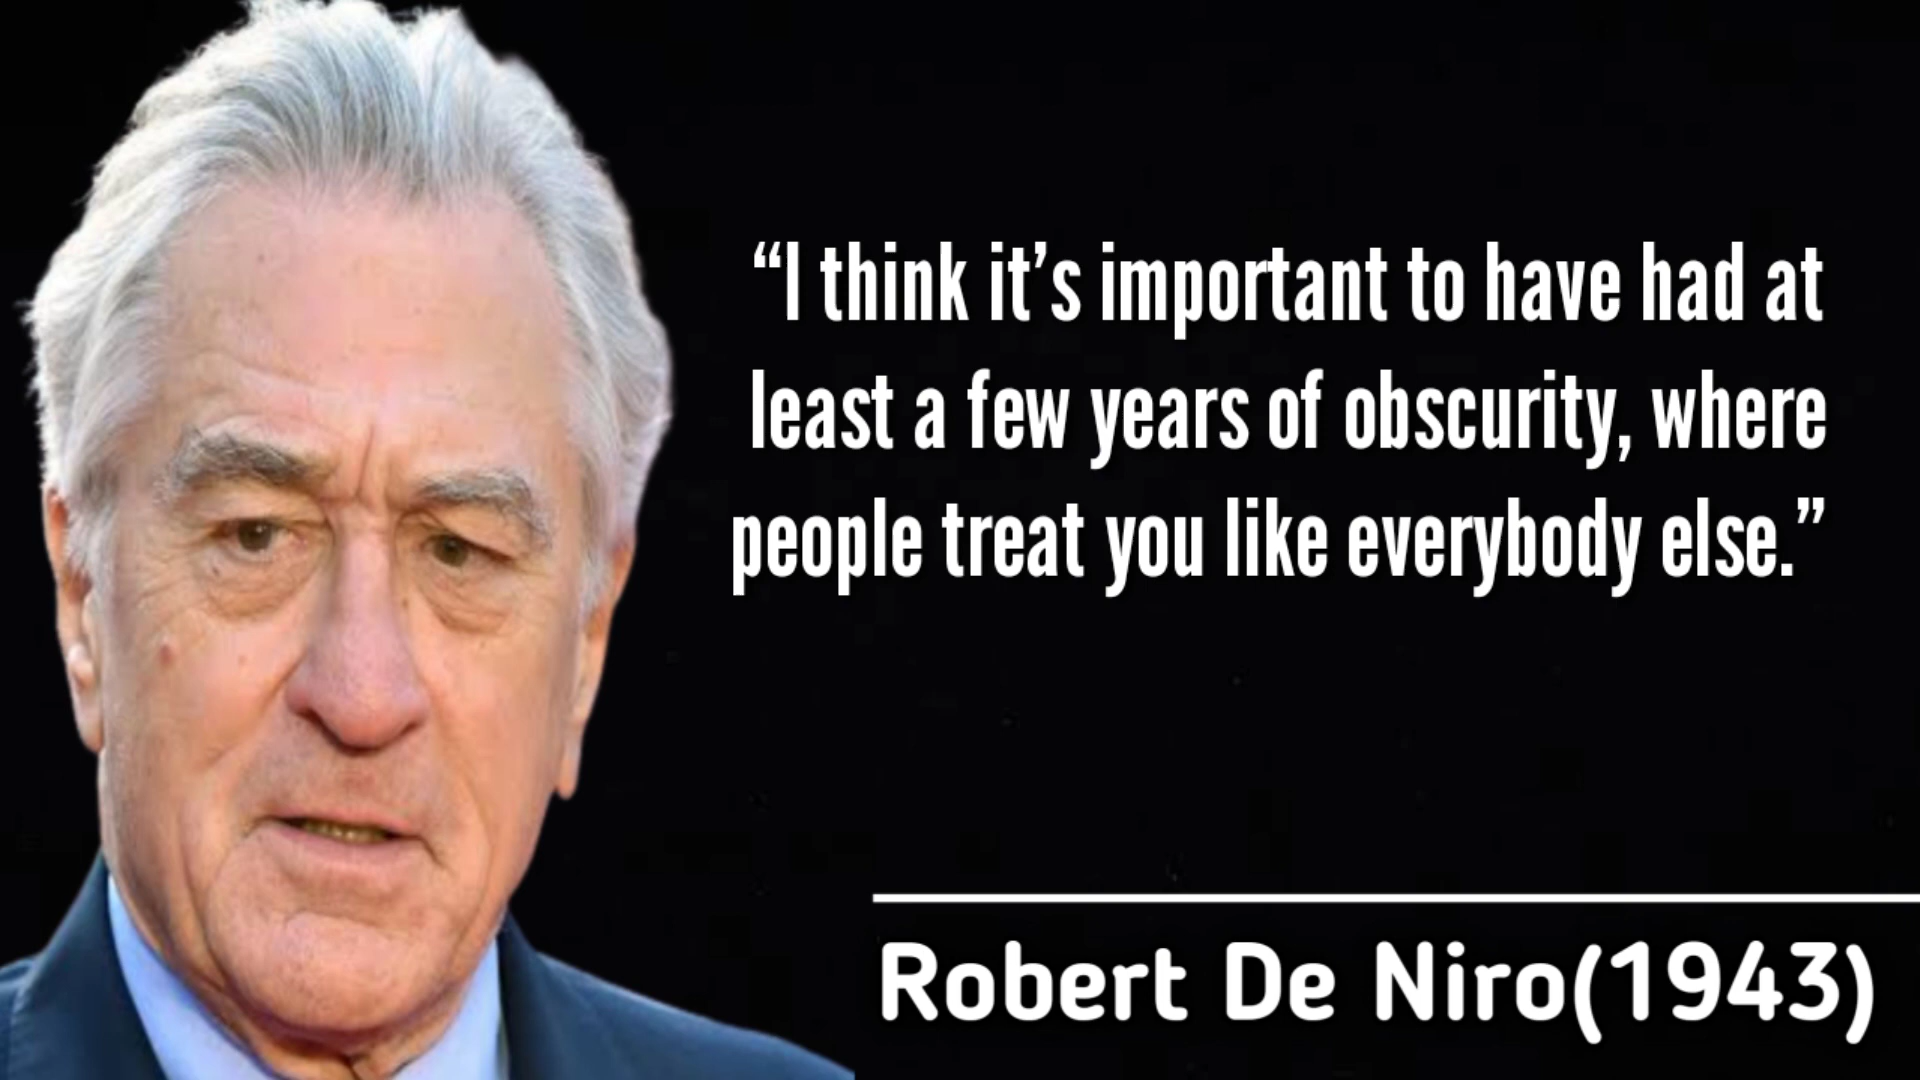 “I think it’s important to have had at
least a few years of obscurity, where
people treat you like everybody else.”
Robert De Niro(1943)